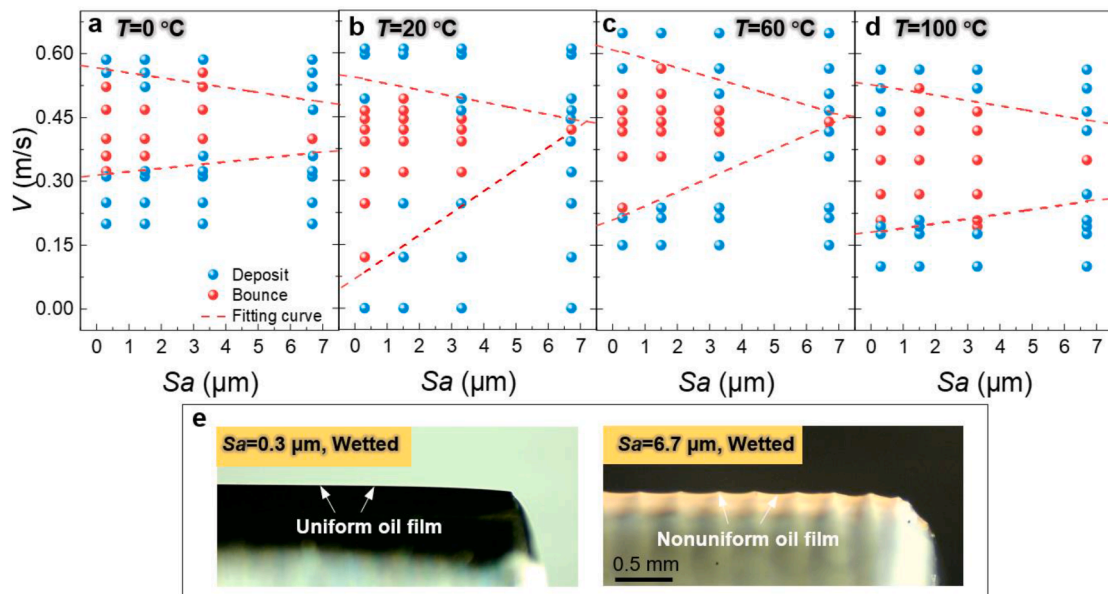 a T=0 °C
b T=20 °C
c T=60 °C
d T=100 °C
V (m/s)
0.60
0.45
0.30
0.15
0.00
Deposit
Bounce
Fitting curve
0 1 2 3 4 5 6 7
0 1 2 3 4 5 6 7
0 1 2 3 4 5 6 7
0 1 2 3 4 5 6 7
Sa (µm)
Sa (µm)
Sa (µm)
Sa (µm)
e
Sa=0.3 µm, Wetted
Uniform oil film
Sa=6.7 µm, Wetted
Nonuniform oil film
0.5 mm